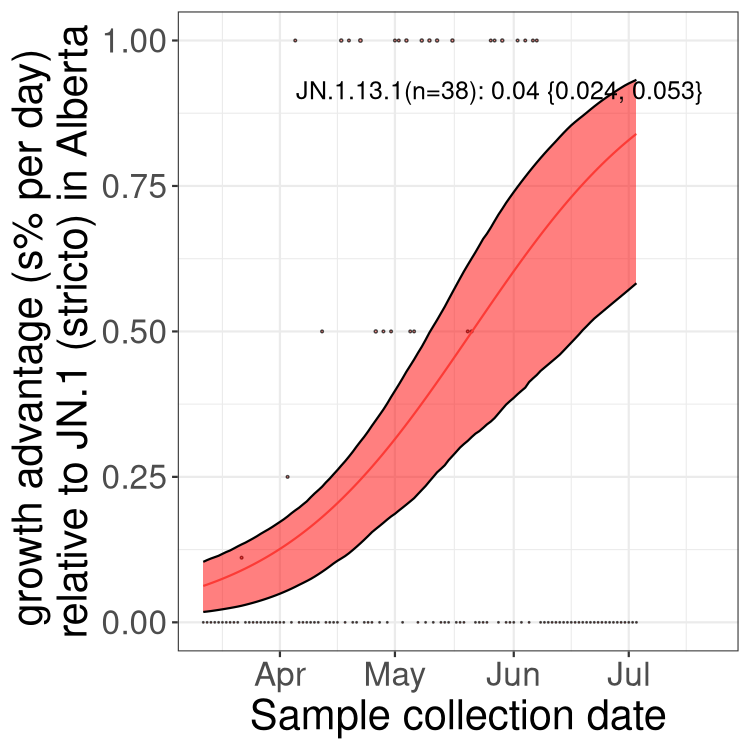 growth advantage (s% per day)
relative to JN.1 (stricto) in Alberta
1.00
0.75
0.50
0.25
0.00
JN.1.13.1(n=38): 0.04 {0.024, 0.053}
Apr May Jun Jul
Sample collection date